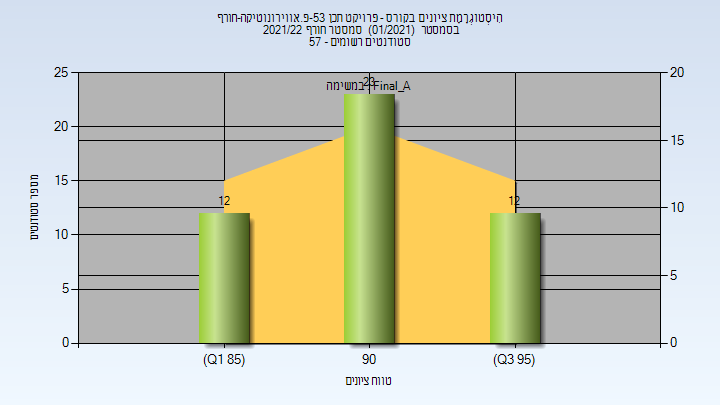 היסטוגרמת ציונים בקורס - פרויקט תכן 53-פ.אווירונוטיקה-חורף
בסמסטר (01/2021) סמסטר חורף 2021/22
סטודנטים רשומים - 57
במשימה Final_A
25
20
15
10
5
0
20
15
10
5
0
12
23
12
(Q1 85)
90
(Q3 95)
מספר סטודנטים
טווח ציונים